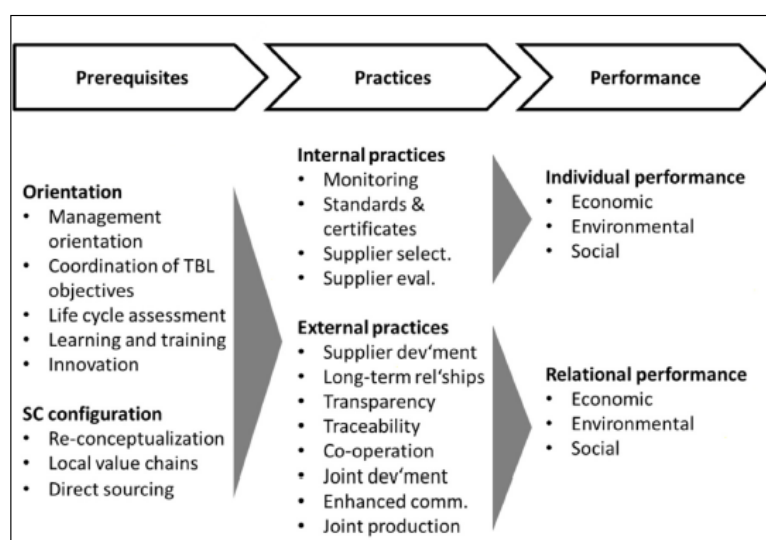 Prerequisites
Practices
Performance
Orientation
• Management
orientation
• Coordination of TBL
objectives
• Life cycle assessment
• Learning and training
• Innovation
SC configuration
• Re-conceptualization
• Local value chains
• Direct sourcing
Internal practices
• Monitoring
• Standards &
certificates
• Supplier select.
• Supplier eval.
External practices
• Supplier dev‘ment
• Long-term rel‘ships
• Transparency
• Traceability
• Co-operation
• Joint dev‘ment
• Enhanced comm.
• Joint production
Individual performance
• Economic
• Environmental
• Social
Relational performance
• Economic
• Environmental
• Social